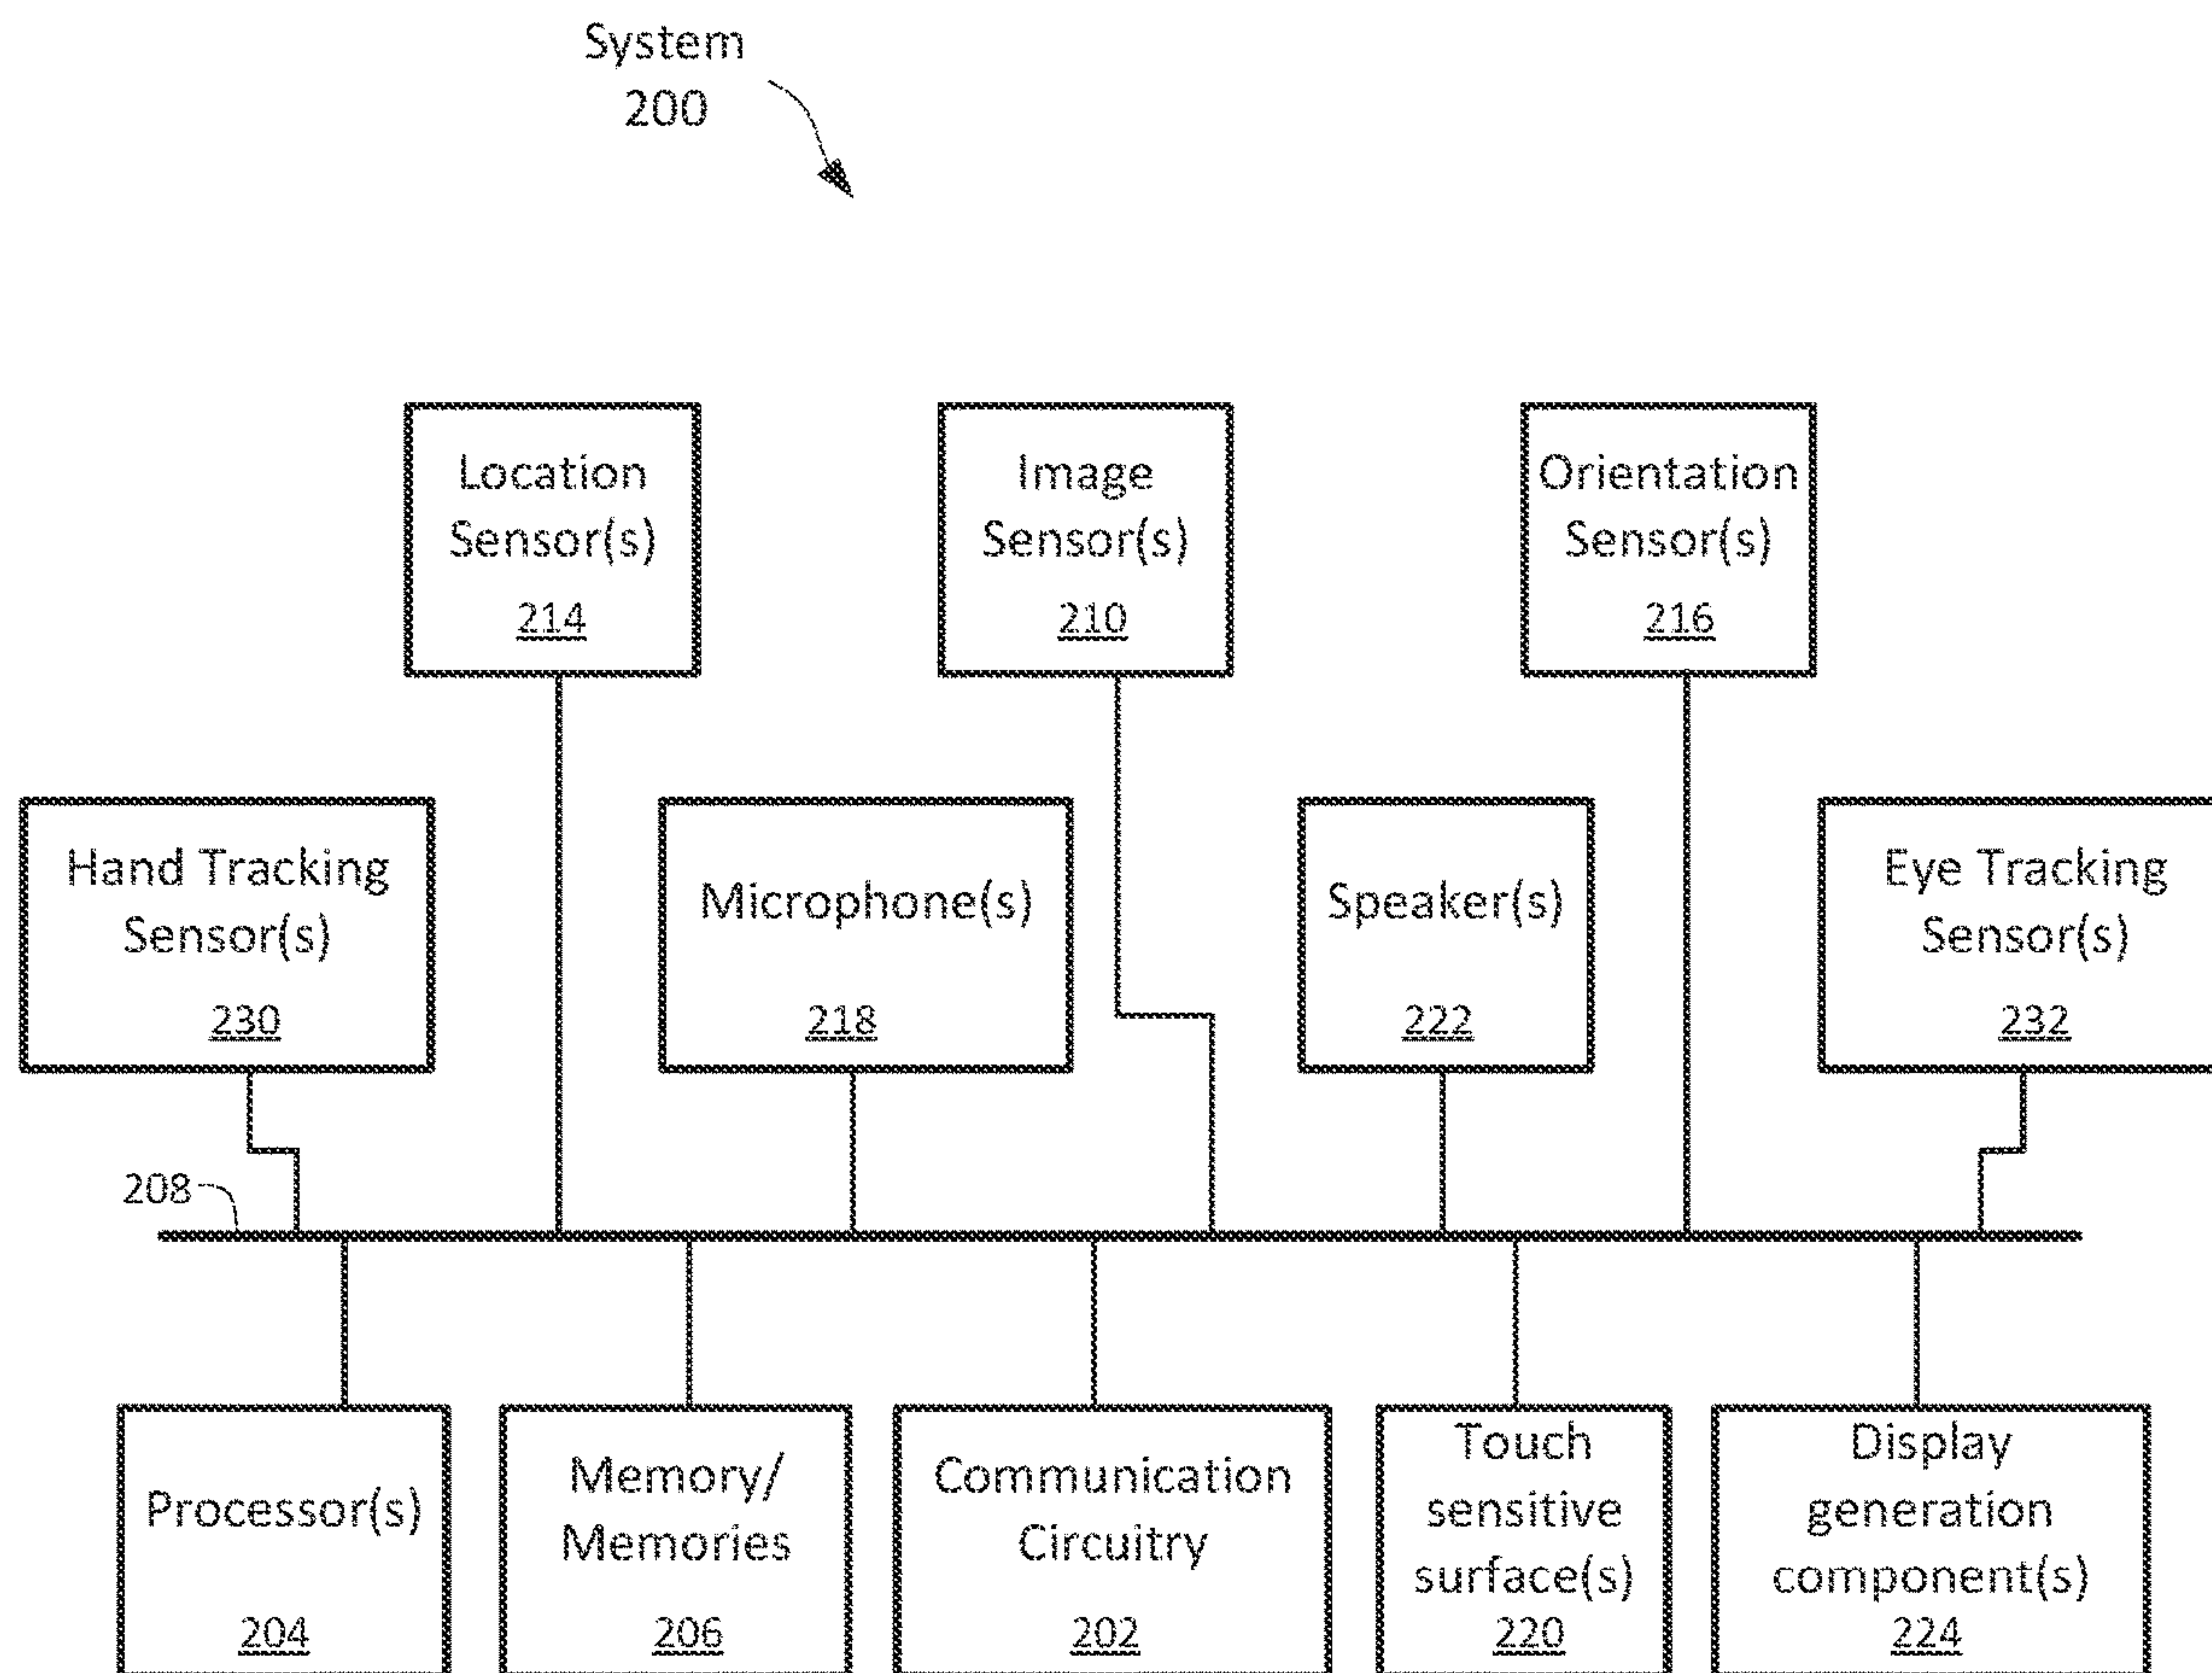 System
200
Location
Sensor(s)
214
Image
Sensor(s)
210
Orientation
Sensor(s)
216
Hand Tracking
Sensor(s)
230
Microphone(s)
218
Speaker(s)
222
Eye Tracking
Sensor(s)
232
208
Processor(s)
204
Memory/
Memories
206
Communication
Circuitry
202
Touch
sensitive
surface(s)
220
Display
generation
component(s)
224